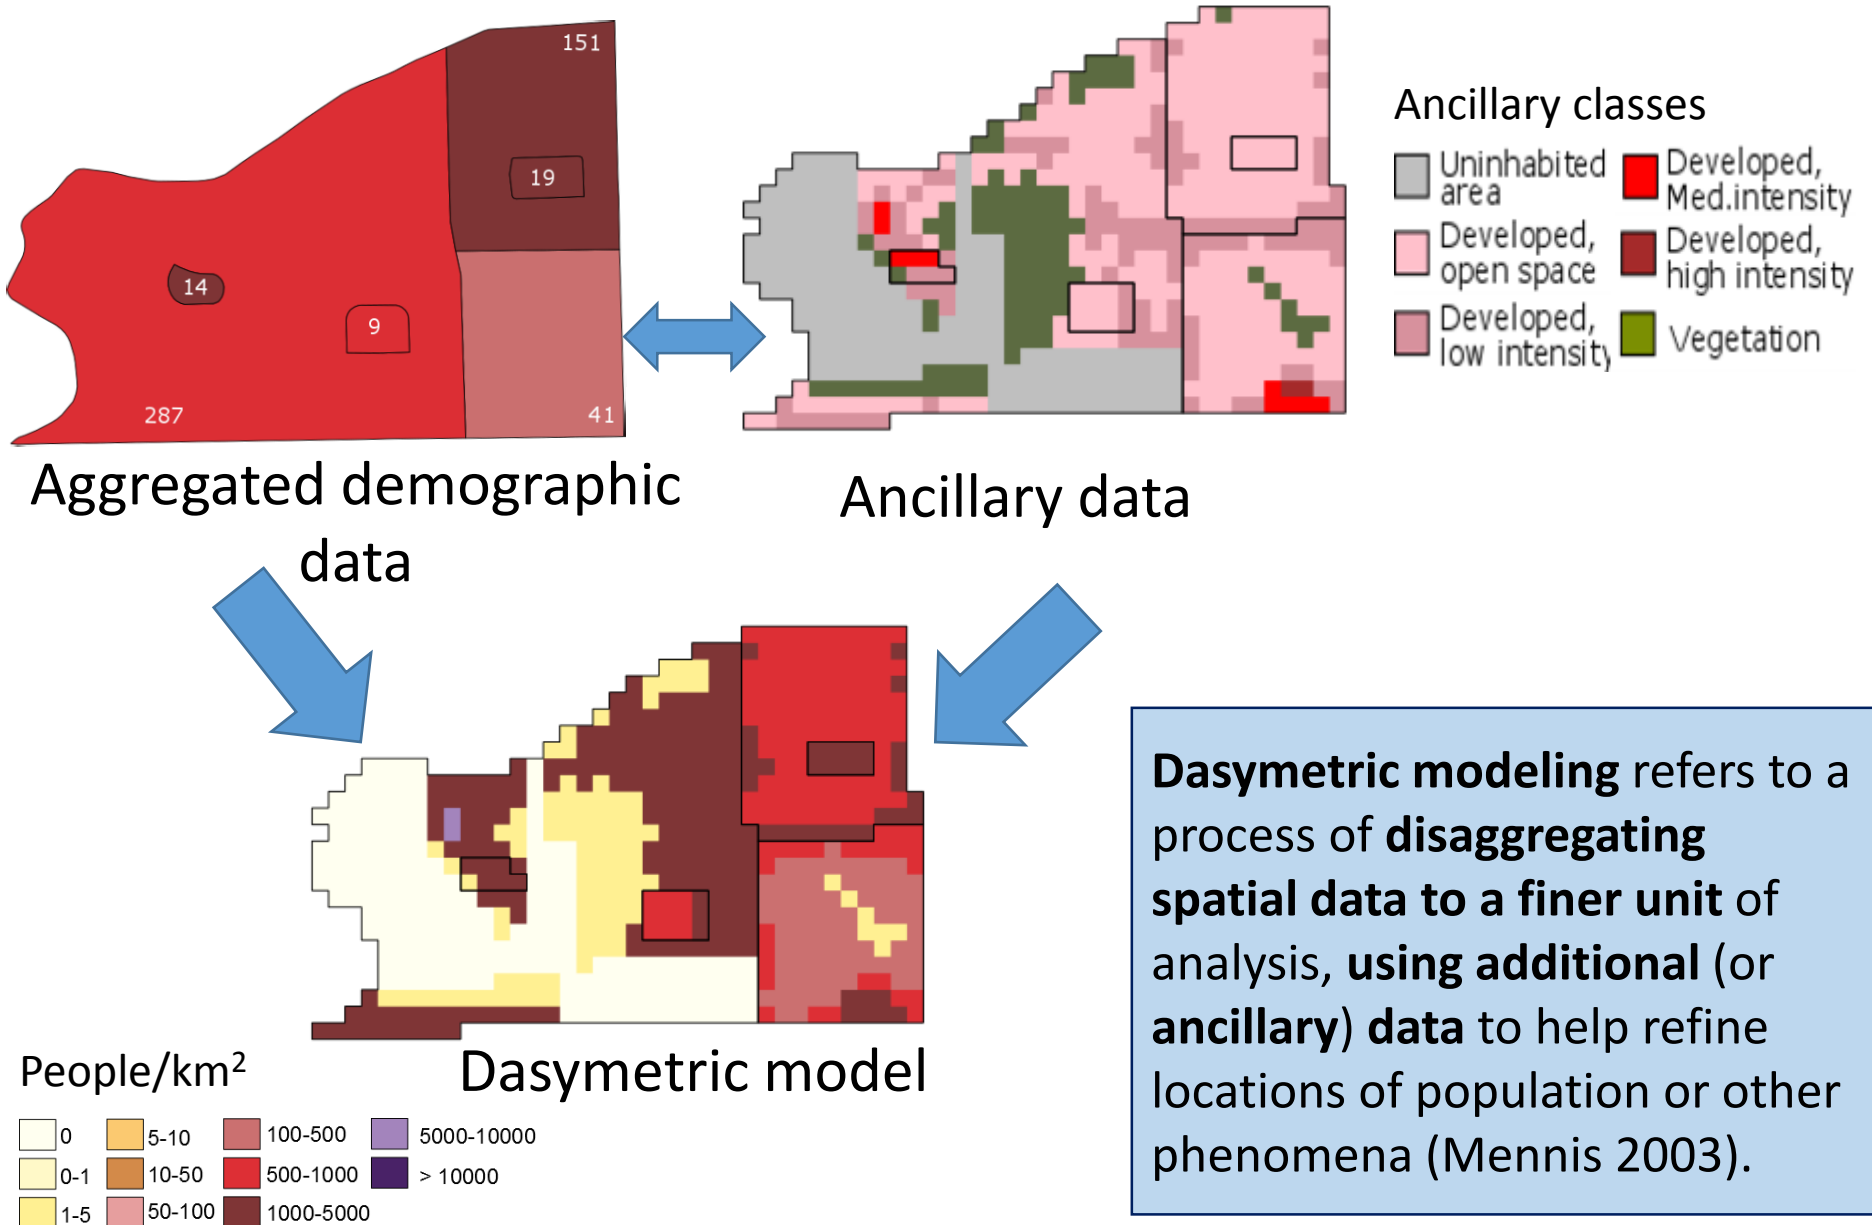 151
19
14
9
287
41
Aggregated demographic
data
Ancillary data
Ancillary classes
Uninhabited
area
Developed,
open space
Developed,
low intensity
Developed,
Med.intensity
Developed,
high intensity
Vegetation
Dasymetric model
People/km²
0
0-1
1-5
5-10
10-50
50-100
100-500
500-1000
1000-5000
5000-10000
> 10000
Dasymetric modeling refers to a
process of disaggregating
spatial data to a finer unit of
analysis, using additional (or
ancillary) data to help refine
locations of population or other
phenomena (Mennis 2003).